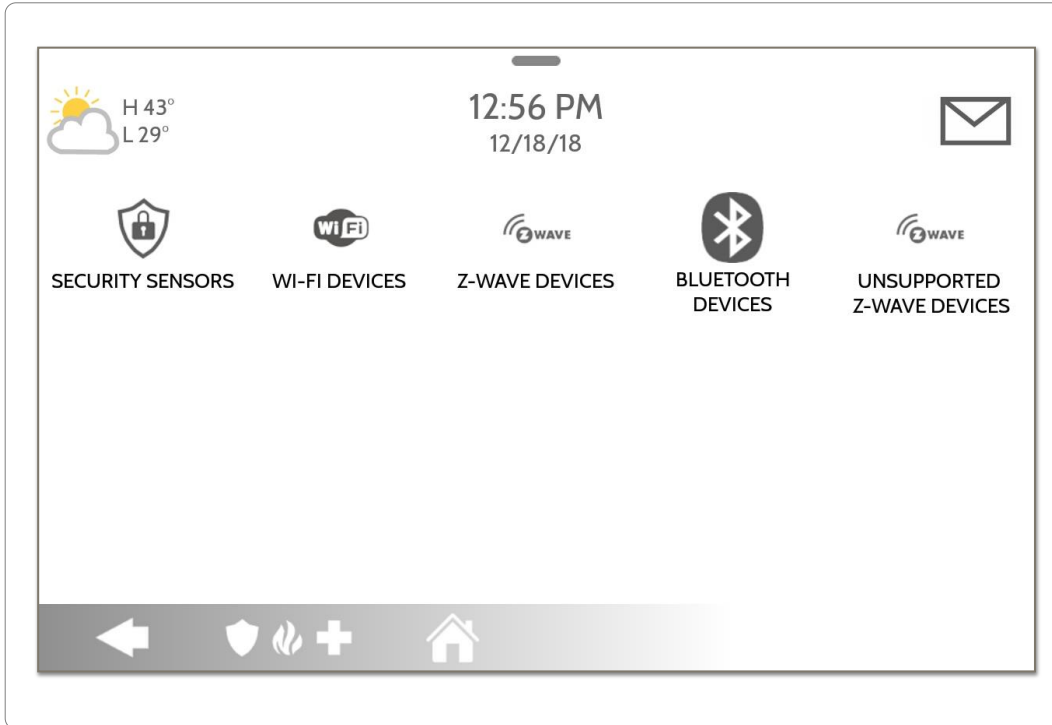 H 43°
L 29°
12:56 PM
12/18/18
WiFi
Z WAVE
Z WAVE
SECURITY SENSORS
WI-FI DEVICES
Z-WAVE DEVICES
BLUETOOTH
DEVICES
UNSUPPORTED
Z-WAVE DEVICES